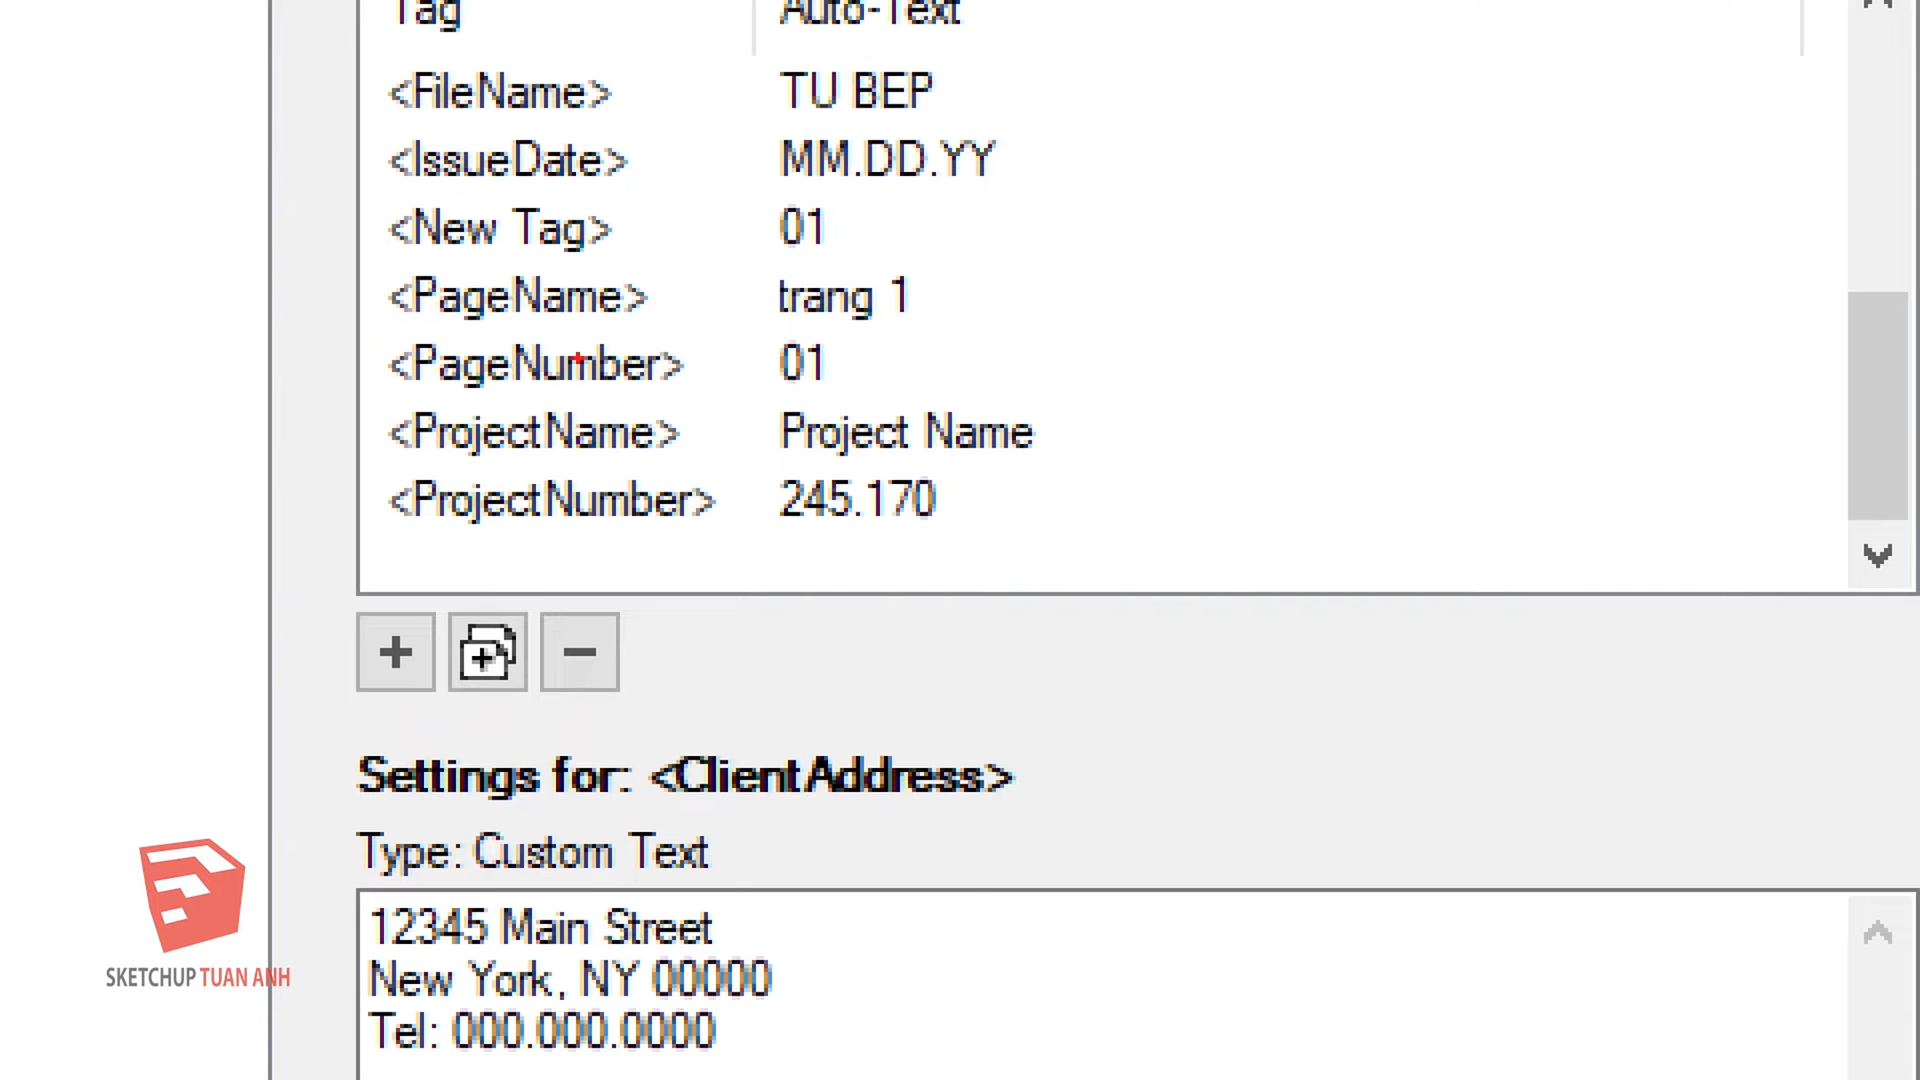 Tag Auto-Text
<FileName> TU BEP
<IssueDate> MM.DD.YY
<New Tag> 01
<PageName> trang 1
<PageNumber> 01
<ProjectName> Project Name
<ProjectNumber> 245.170
Settings for: <ClientAddress>
Type: Custom Text
12345 Main Street
New York, NY 00000
Tel: 000.000.0000
SKETCHUP TUAN ANH